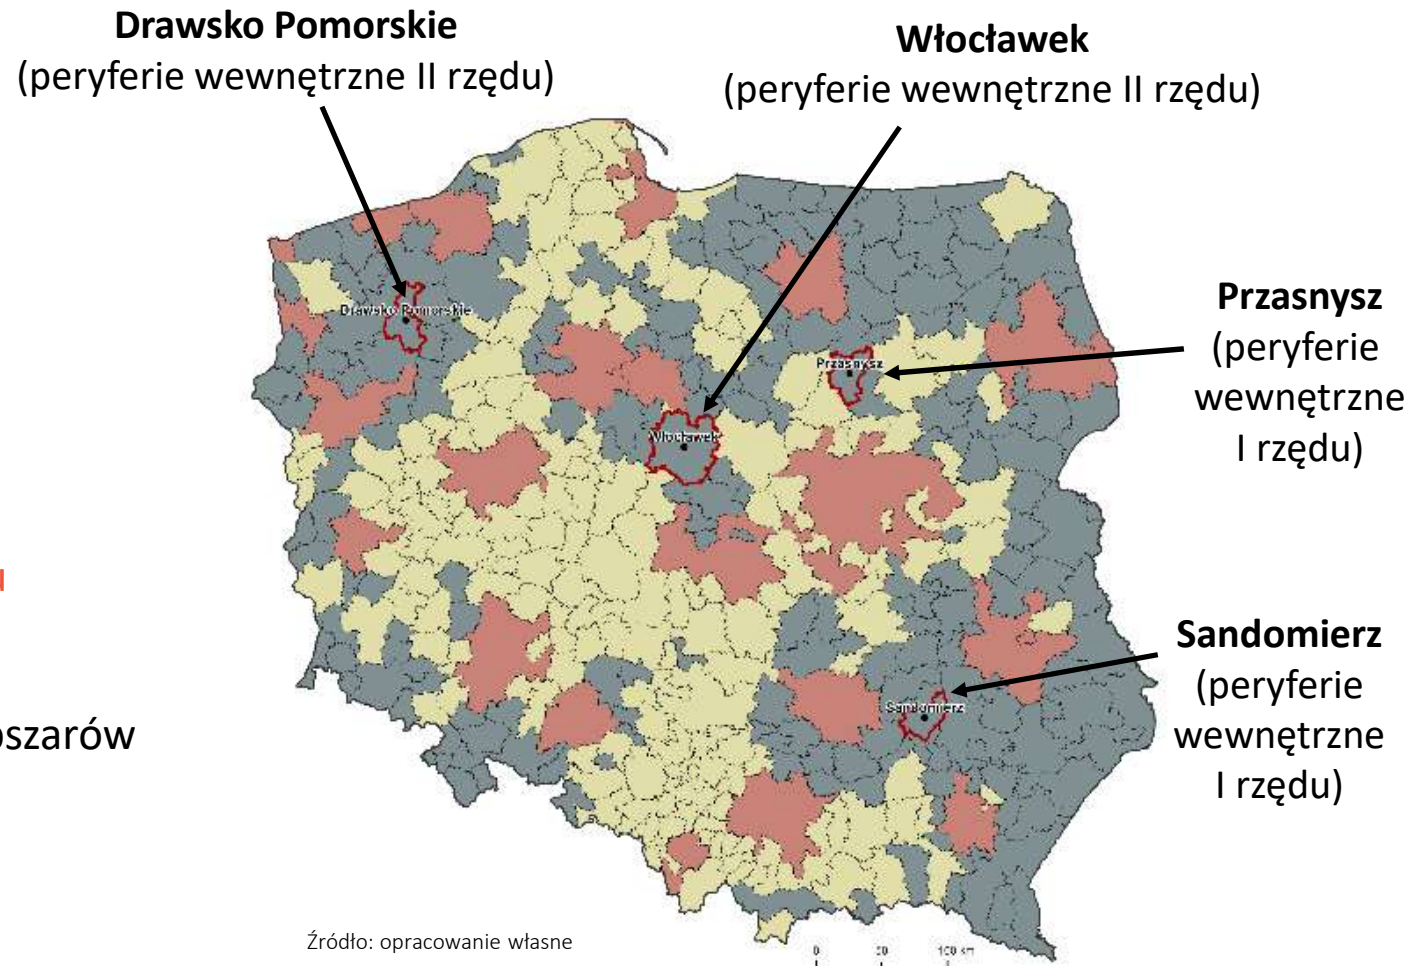 Drawsko Pomorskie
(peryferie wewnętrzne II rzędu)
Włocławek
(peryferie wewnętrzne II rzędu)
Przasnysz
(peryferie
wewnętrzne
I rzędu)
Sandomierz
(peryferie
wewnętrzne
I rzędu)
Drawsko Pomorskie
Przasnysz
Włocławek
Sandomierz
Źródło: opracowanie własne
0 50 100 km